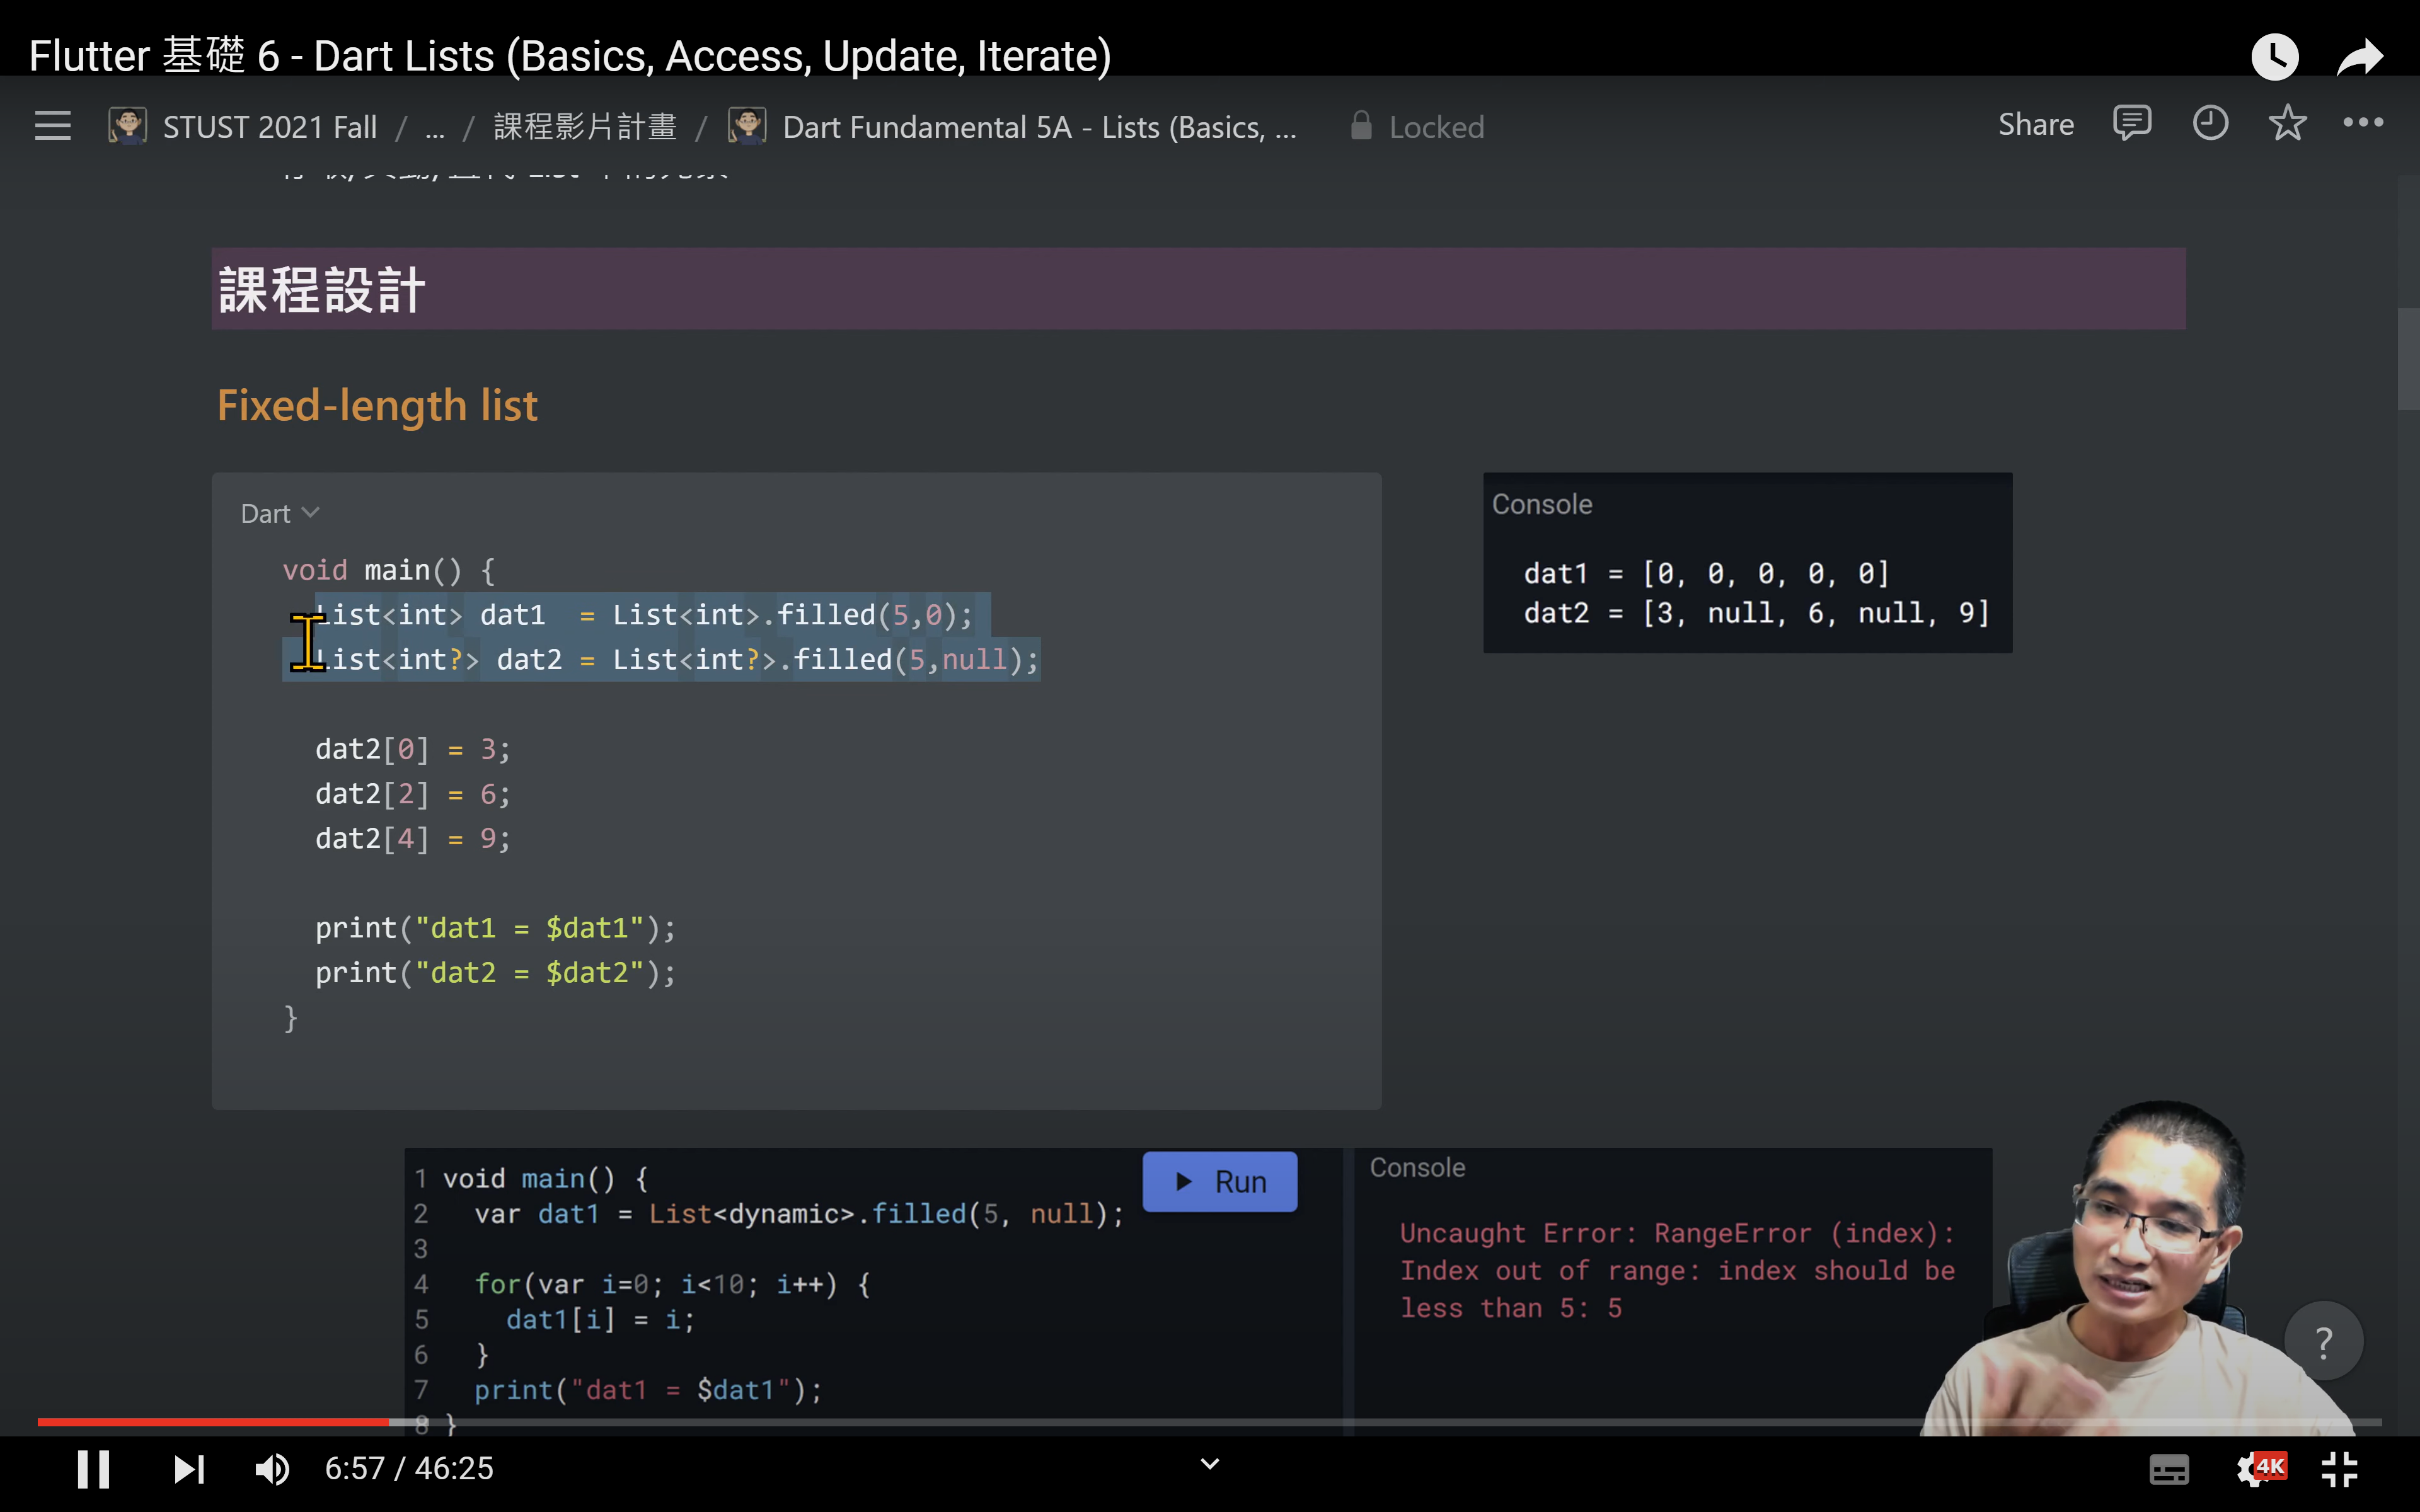 Flutter 基礎 6 - Dart Lists (Basics, Access, Update, Iterate)
STUST 2021 Fall / ... / 課程影片計畫 / Dart Fundamental 5A - Lists (Basics, ... Locked
Share
課程設計
Fixed-length list
Dart
void main() {
List<int> dat1  = List<int>.filled(5,0);
List<int?> dat2 = List<int?>.filled(5,null);
dat2[0] = 3;
dat2[2] = 6;
dat2[4] = 9;
print("dat1 = $dat1");
print("dat2 = $dat2");
}
Console
dat1 = [0, 0, 0, 0, 0]
dat2 = [3, null, 6, null, 9]
1 void main() {
2 var dat1 = List<dynamic>.filled(5, null);
3
4 for(var i=0; i<10; i++) {
5 dat1[i] = i;
6 }
7 print("dat1 = $dat1");
8 }
Run
Console
Uncaught Error: RangeError (index):
Index out of range: index should be
less than 5: 5
?
6:57 / 46:25
4K